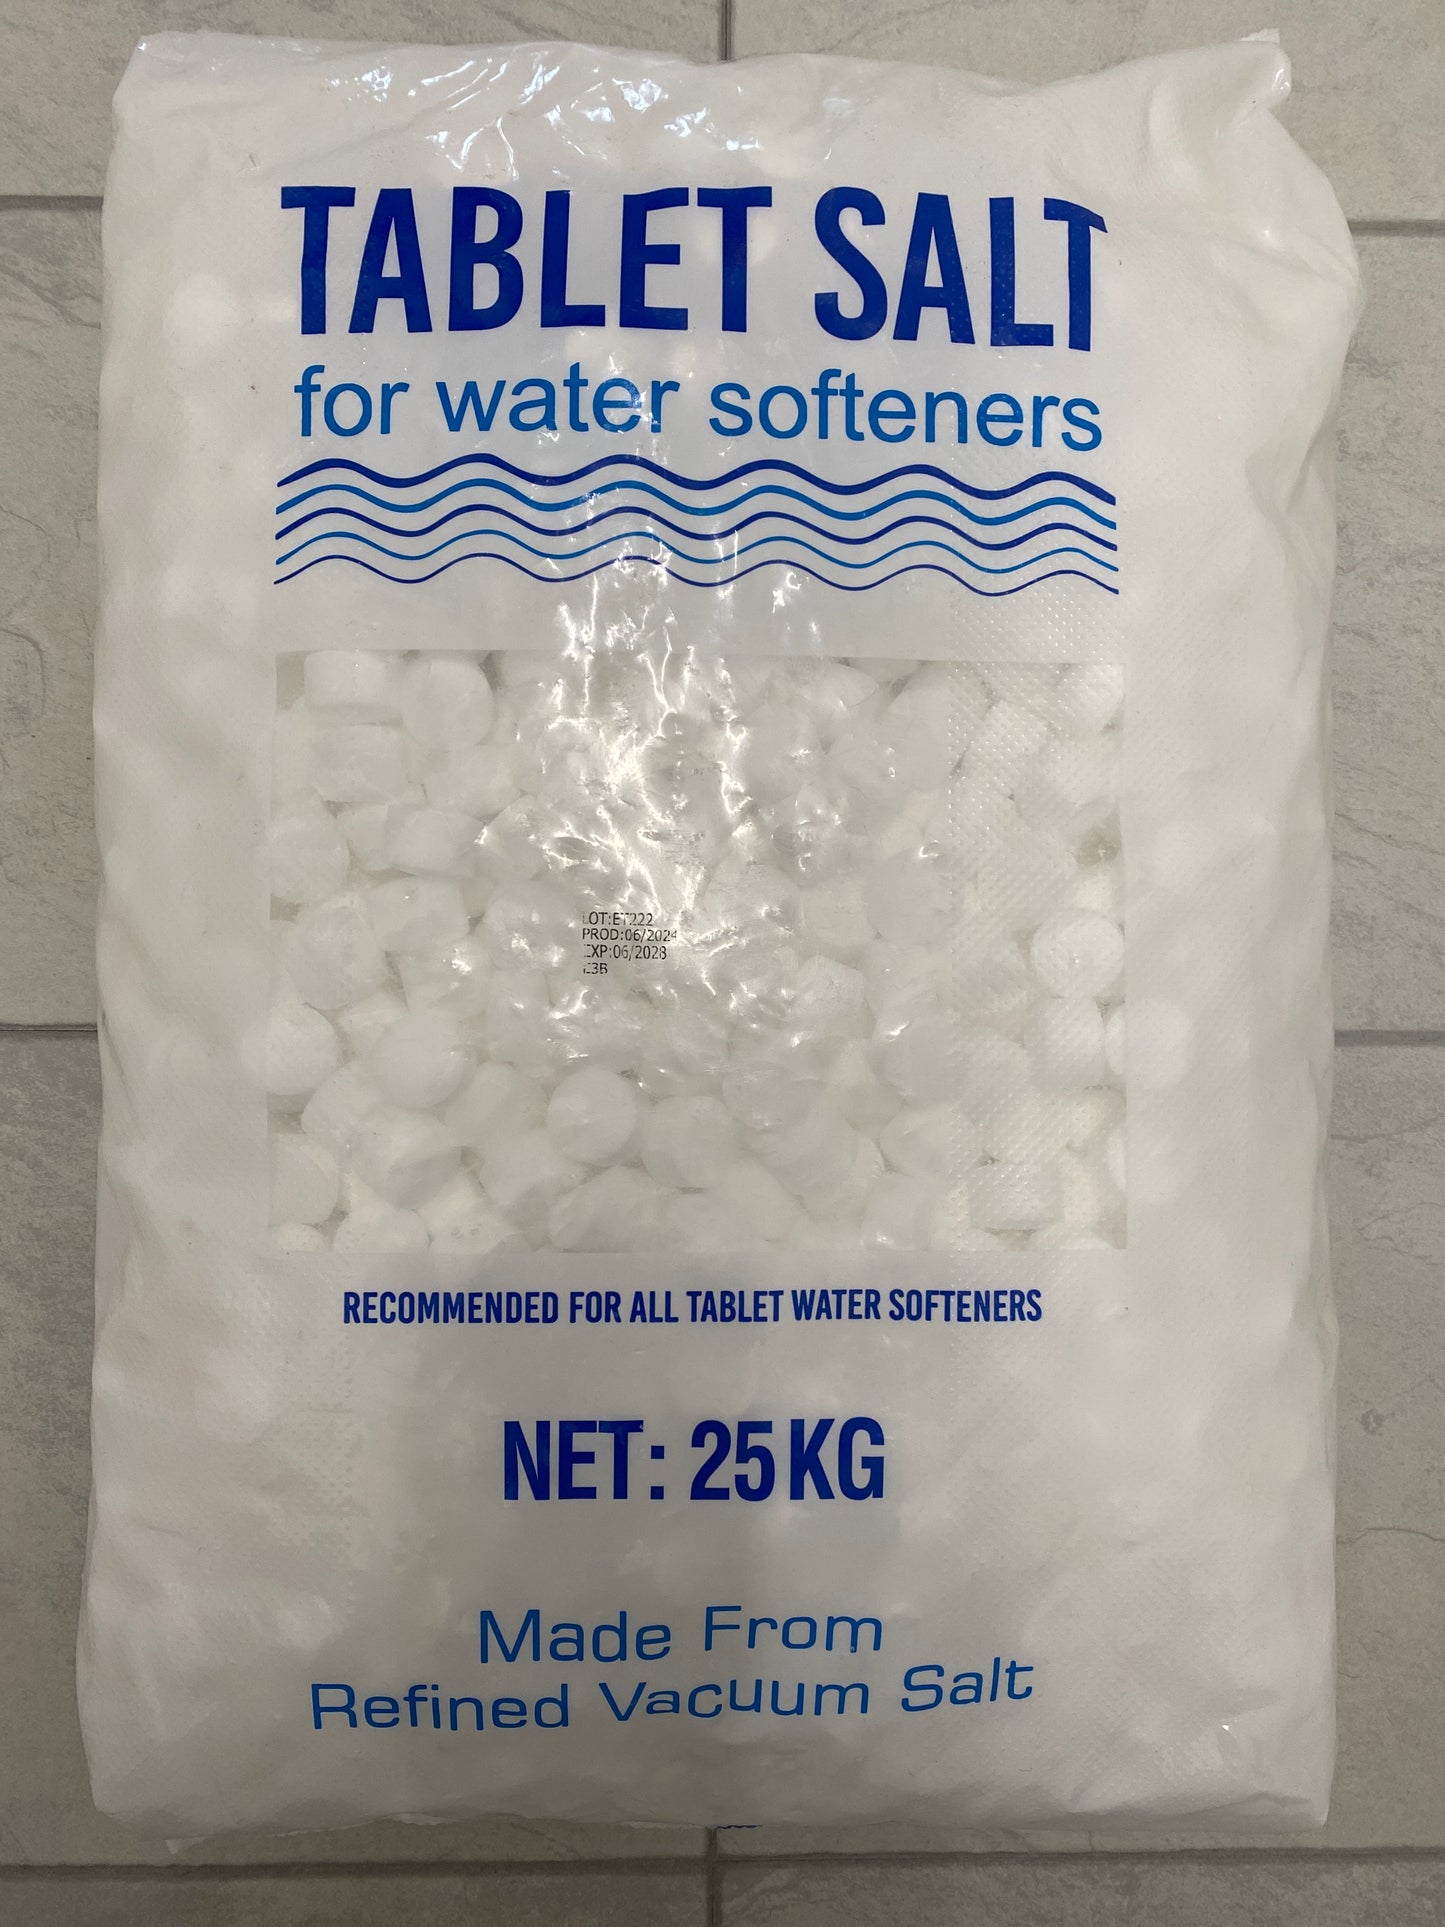 TABLET SALT
for water softeners
LOT:ET222
PROD:06/2024
EXP:06/2028
E3B
RECOMMENDED FOR ALL TABLET WATER SOFTENERS
NET: 25KG
Made From
Refined Vacuum Salt